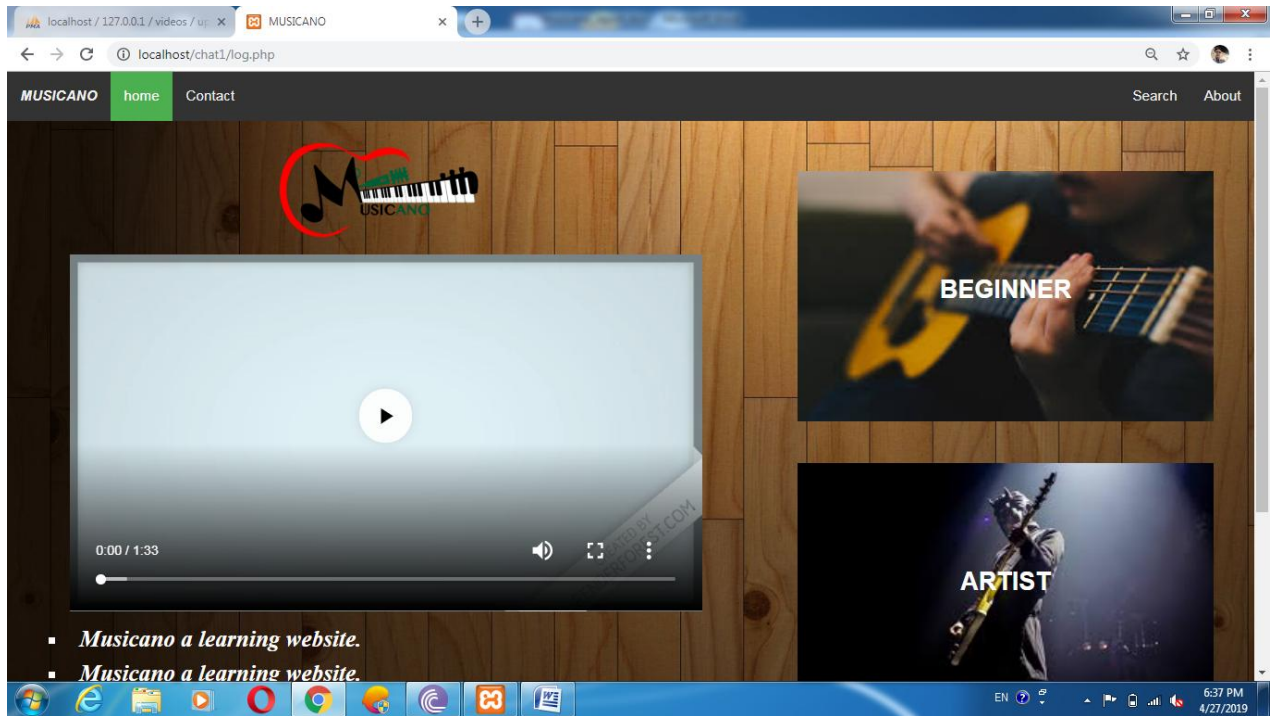 localhost / 127.0.0.1 / videos / up
MUSICANO
localhost/chat1/log.php
MUSICANO home Contact Search About
USICANO
BEGINNER
0:00 / 1:33
ARTIST
Musicano a learning website.
Musicano a learning website.
EN
6:37 PM
4/27/2019